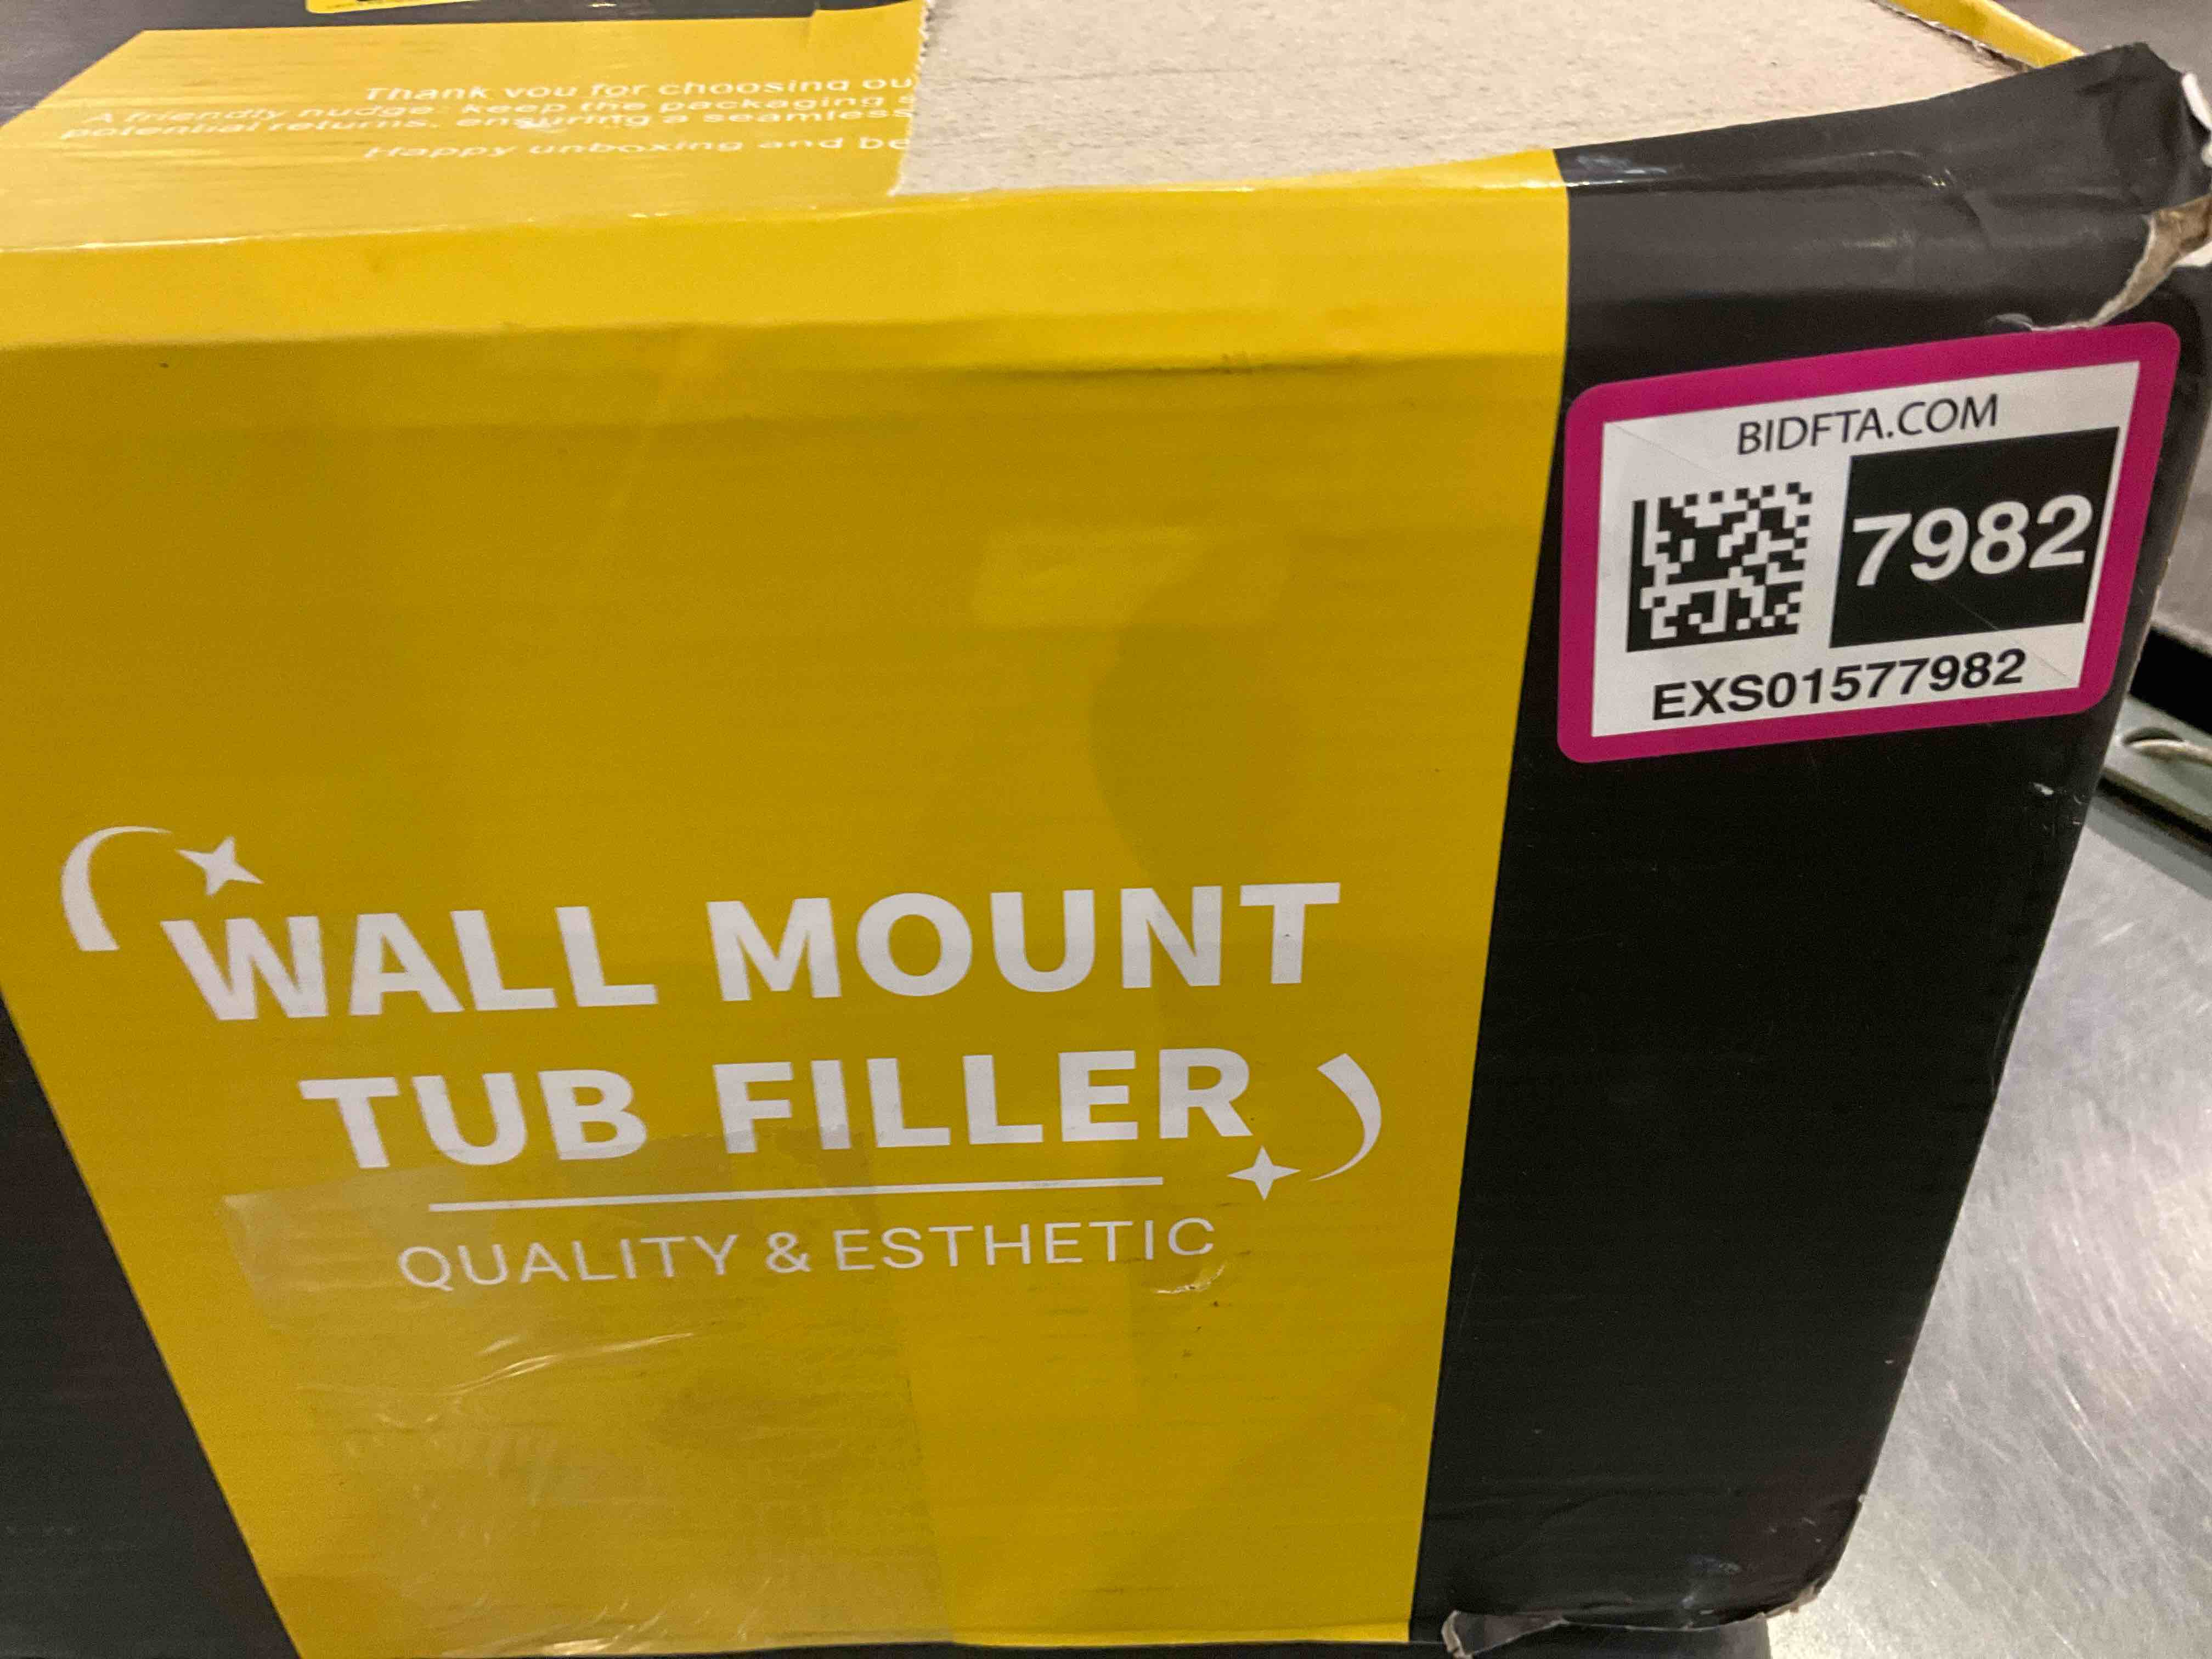 Thank you for choosing ou
A friendly nudge: keep the packaging s
potential returns, ensuring a seamless
Happy unboxing and be
BIDFTA.COM
7982
EXS01577982
WALL MOUNT
TUB FILLER
QUALITY & ESTHETIC